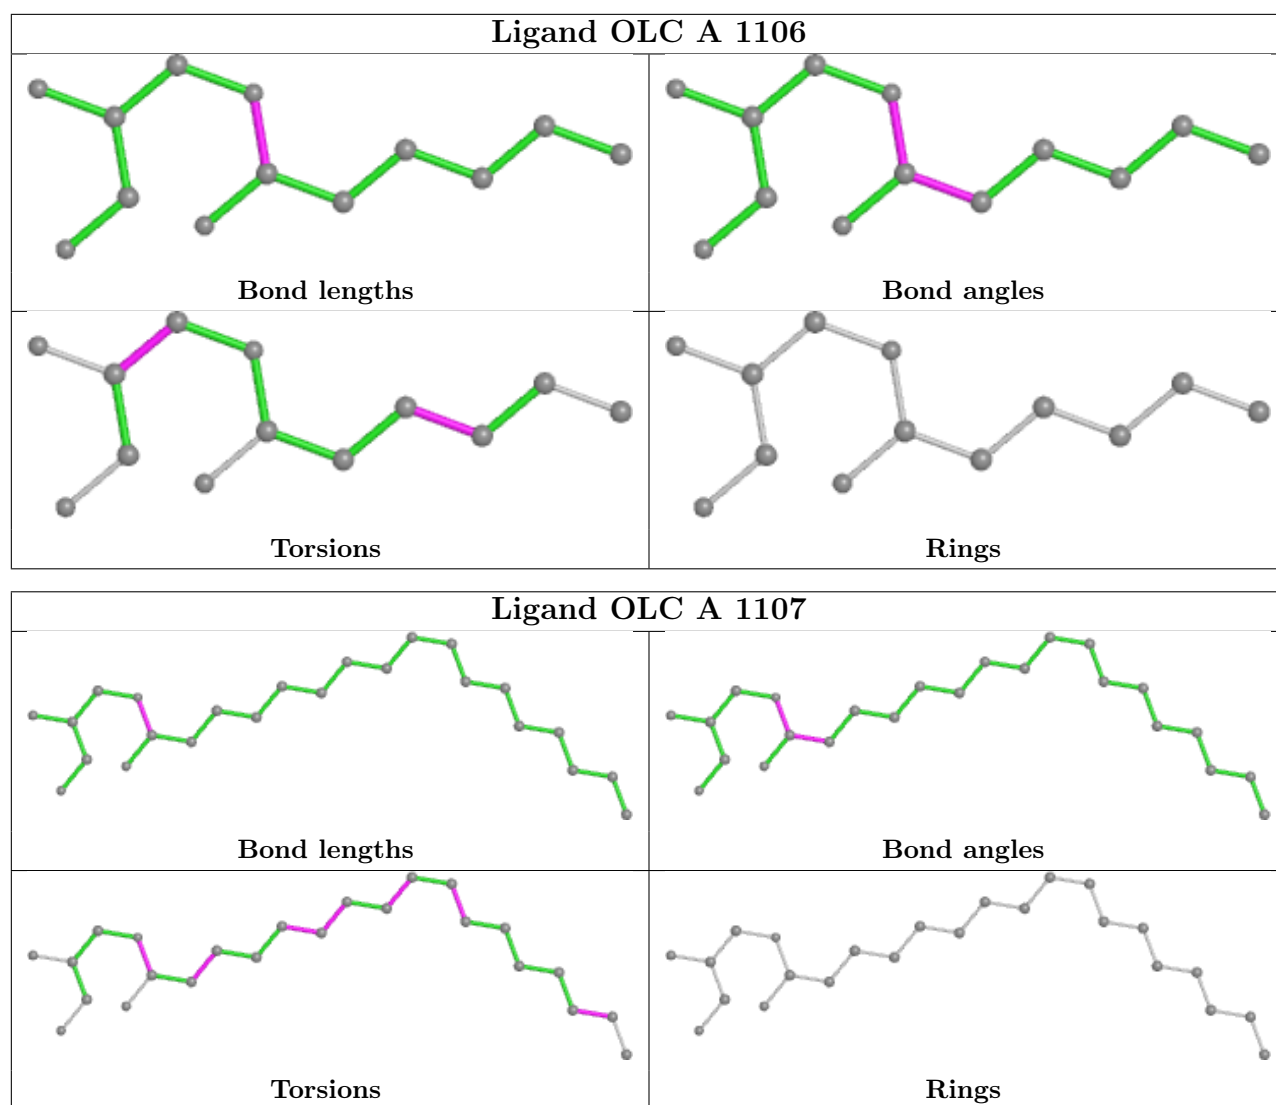 Ligand OLC A 1106
Bond lengths
Bond angles
Torsions
Rings
Ligand OLC A 1107
Bond lengths
Bond angles
Torsions
Rings